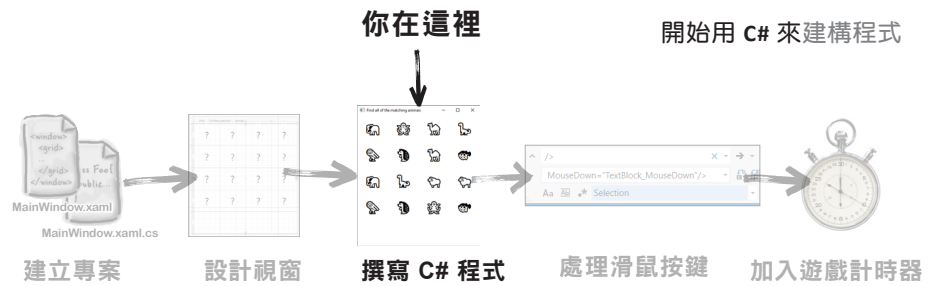 你在這裡
開始用 C# 來建構程式
<window>
<grid>
</grid>
</window>
MainWindow.xaml
MainWindow.xaml.cs
? ? ? ?
? ? ? ?
? ? ? ?
? ? ? ?
Find all of the matching animals
/>
MouseDown="TextBlock_MouseDown"/>
Aa
Selection
建立專案
設計視窗
撰寫 C# 程式
處理滑鼠按鍵
加入遊戲計時器